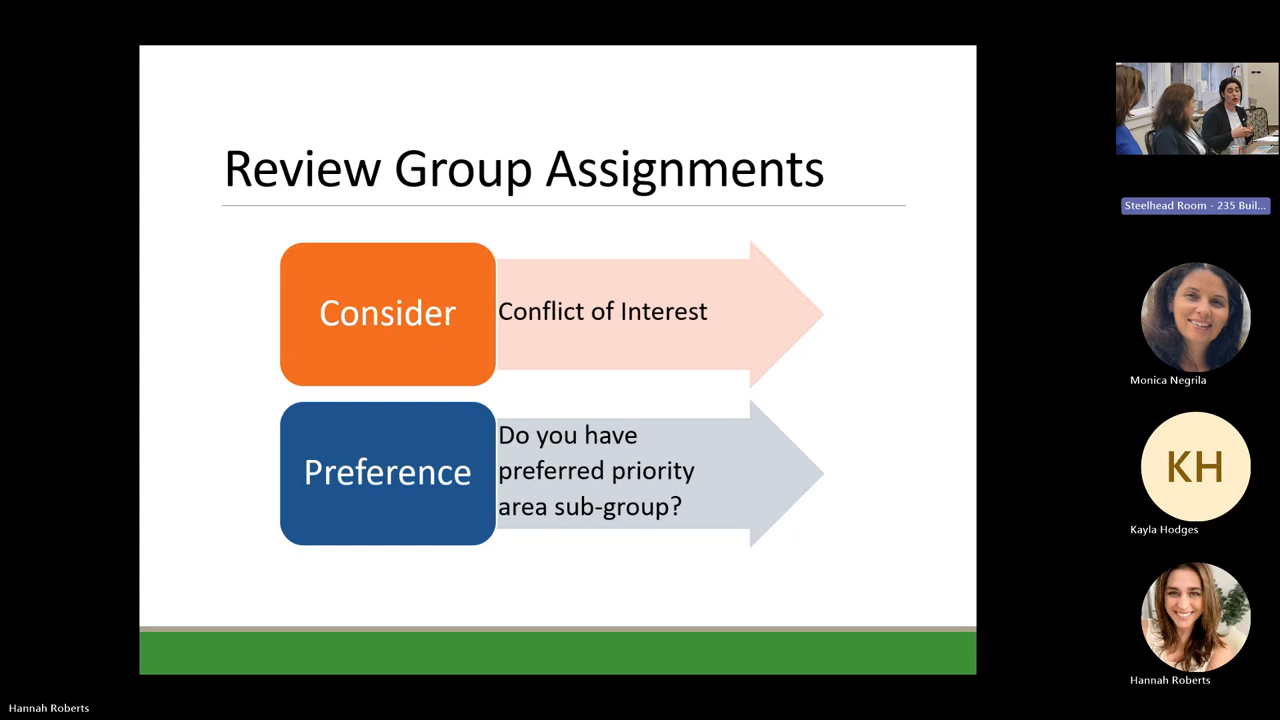 Review Group Assignments
Consider
Conflict of Interest
Preference
Do you have
preferred priority
area sub-group?
Steelhead Room - 235 Buil...
Monica Negrila
KH
Kayla Hodges
Hannah Roberts
Hannah Roberts